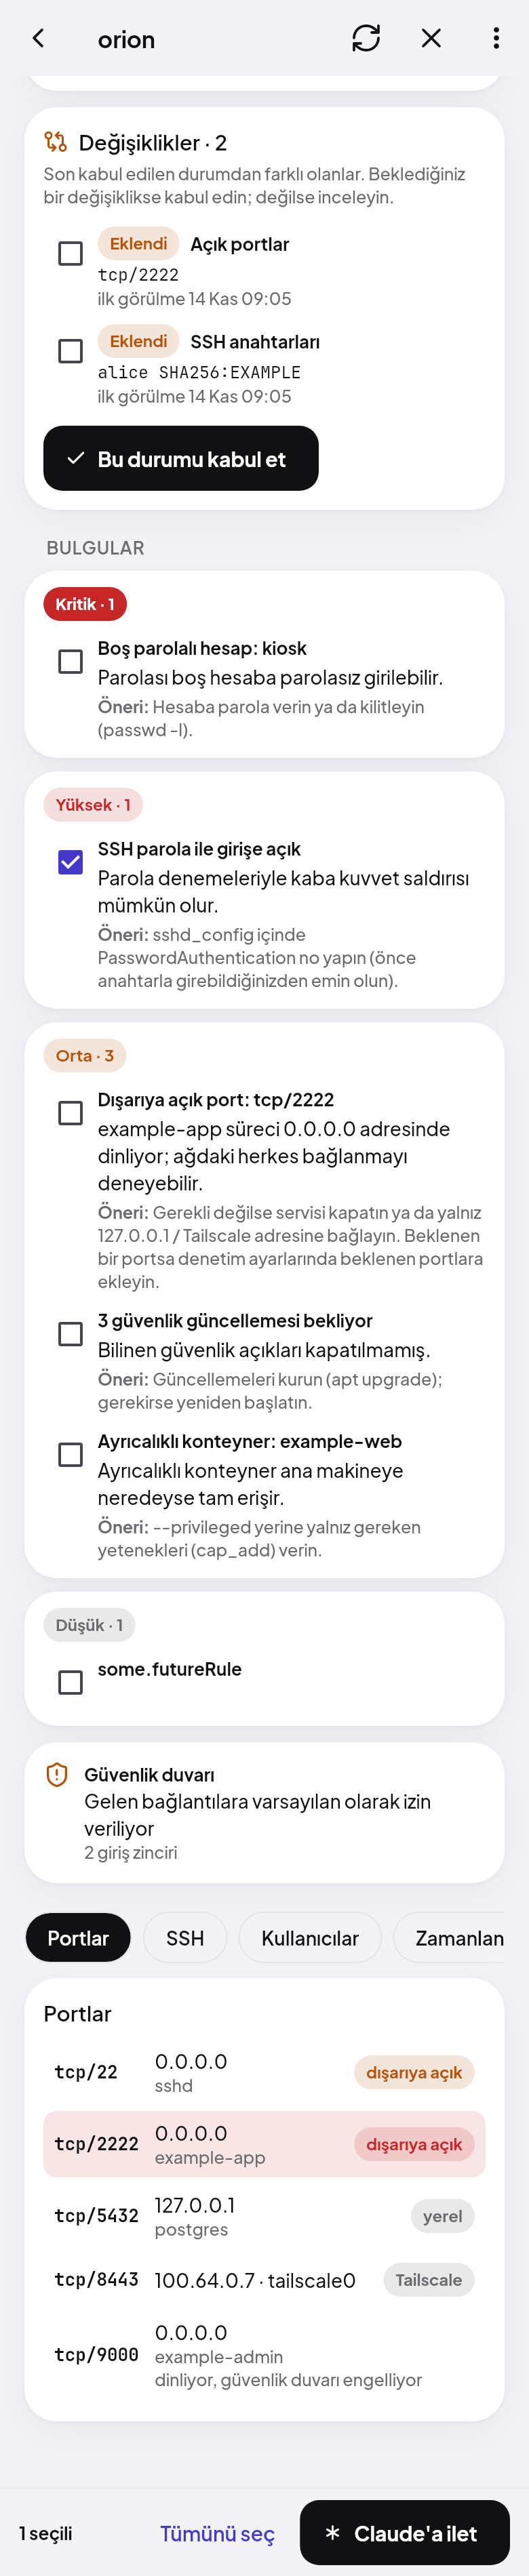 orion
Değişiklikler · 2
Son kabul edilen durumdan farklı olanlar. Beklediğiniz
bir değişiklikse kabul edin; değilse inceleyin.
Eklendi Açık portlar
tcp/2222
ilk görülme 14 Kas 09:05
Eklendi SSH anahtarları
alice SHA256:EXAMPLE
ilk görülme 14 Kas 09:05
Bu durumu kabul et
BULGULAR
Kritik · 1
Boş parolalı hesap: kiosk
Parolası boş hesaba parolasız girilebilir.
Öneri: Hesaba parola verin ya da kilitleyin
(passwd -l).
Yüksek · 1
SSH parola ile girişe açık
Parola denemeleriyle kaba kuvvet saldırısı
mümkün olur.
Öneri: sshd_config içinde
PasswordAuthentication no yapın (önce
anahtarla girebildiğinizden emin olun).
Orta · 3
Dışarıya açık port: tcp/2222
example-app süreci 0.0.0.0 adresinde
dinliyor; ağdaki herkes bağlanmayı
deneyebilir.
Öneri: Gerekli değilse servisi kapatın ya da yalnız
127.0.0.1 / Tailscale adresine bağlayın. Beklenen
bir portsa denetim ayarlarında beklenen portlara
ekleyin.
3 güvenlik güncellemesi bekliyor
Bilinen güvenlik açıkları kapatılmamış.
Öneri: Güncellemeleri kurun (apt upgrade);
gerekirse yeniden başlatın.
Ayrıcalıklı konteyner: example-web
Ayrıcalıklı konteyner ana makineye
neredeyse tam erişir.
Öneri: --privileged yerine yalnız gereken
yetenekleri (cap_add) verin.
Düşük · 1
some.futureRule
Güvenlik duvarı
Gelen bağlantılara varsayılan olarak izin
veriliyor
2 giriş zinciri
Portlar SSH Kullanıcılar Zamanlan
Portlar
tcp/22 0.0.0.0 dışarıya açık
sshd
tcp/2222 0.0.0.0 dışarıya açık
example-app
tcp/5432 127.0.0.1 yerel
postgres
tcp/8443 100.64.0.7 · tailscale0 Tailscale
tcp/9000 0.0.0.0
example-admin
dinliyor, güvenlik duvarı engelliyor
1 seçili Tümünü seç Claude'a ilet